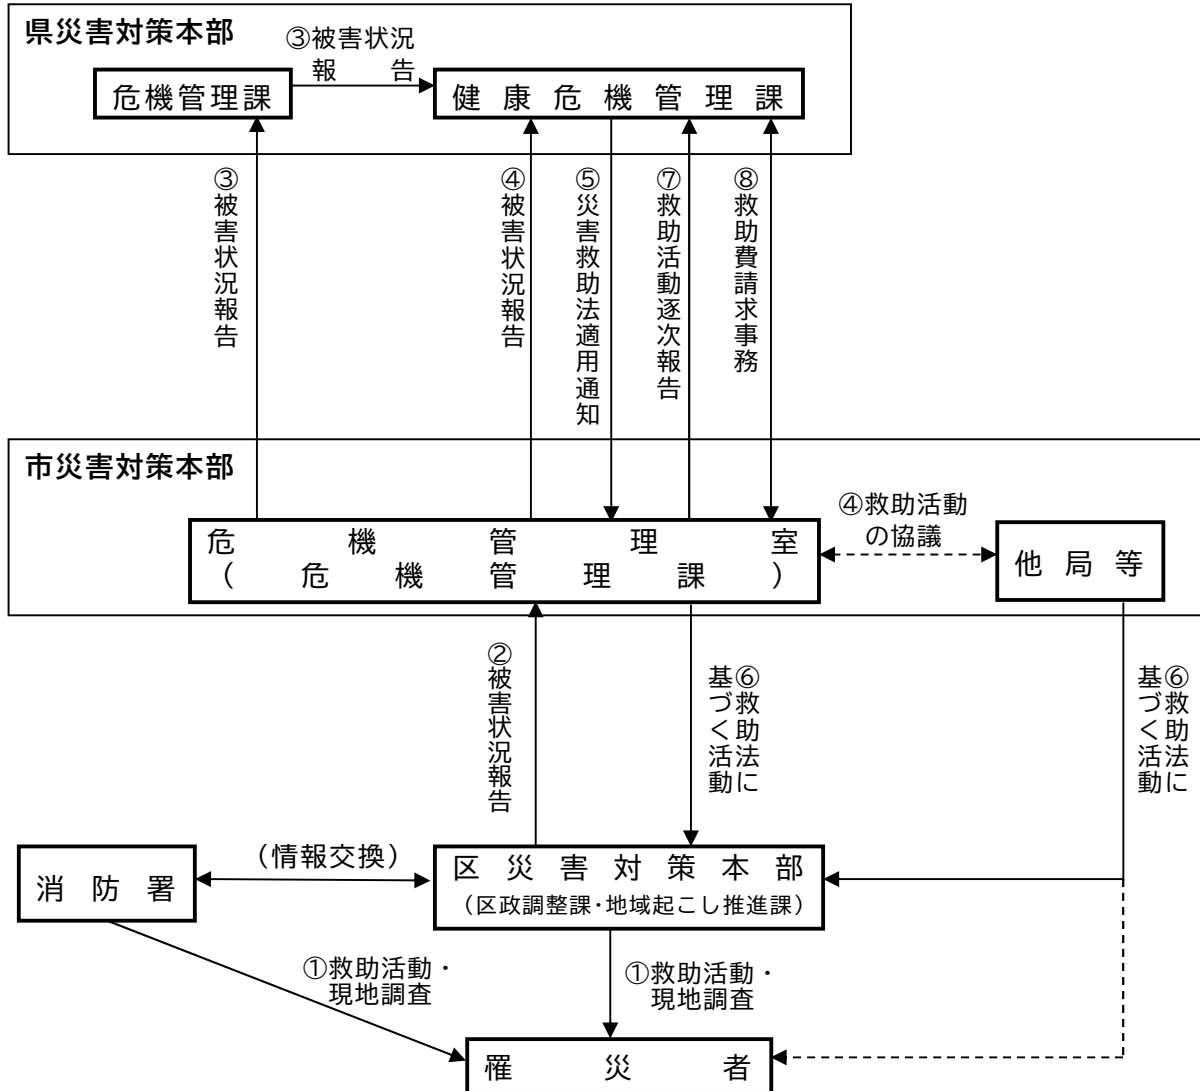 県災害対策本部
③被害状況
報告
危機管理課
健康危機管理課
③被害状況報告
④被害状況報告
⑤災害救助法適用通知
⑦救助活動逐次報告
⑧救助費請求事務
市災害対策本部
危機管理室
(危機管理課)
④救助活動
の協議
他局等
②被害状況報告
⑥救助法に
基づく活動
⑥救助法に
基づく活動
消防署
(情報交換)
区災害対策本部
(区政調整課・地域起こし推進課)
①救助活動・
現地調査
①救助活動・
現地調査
罹災者